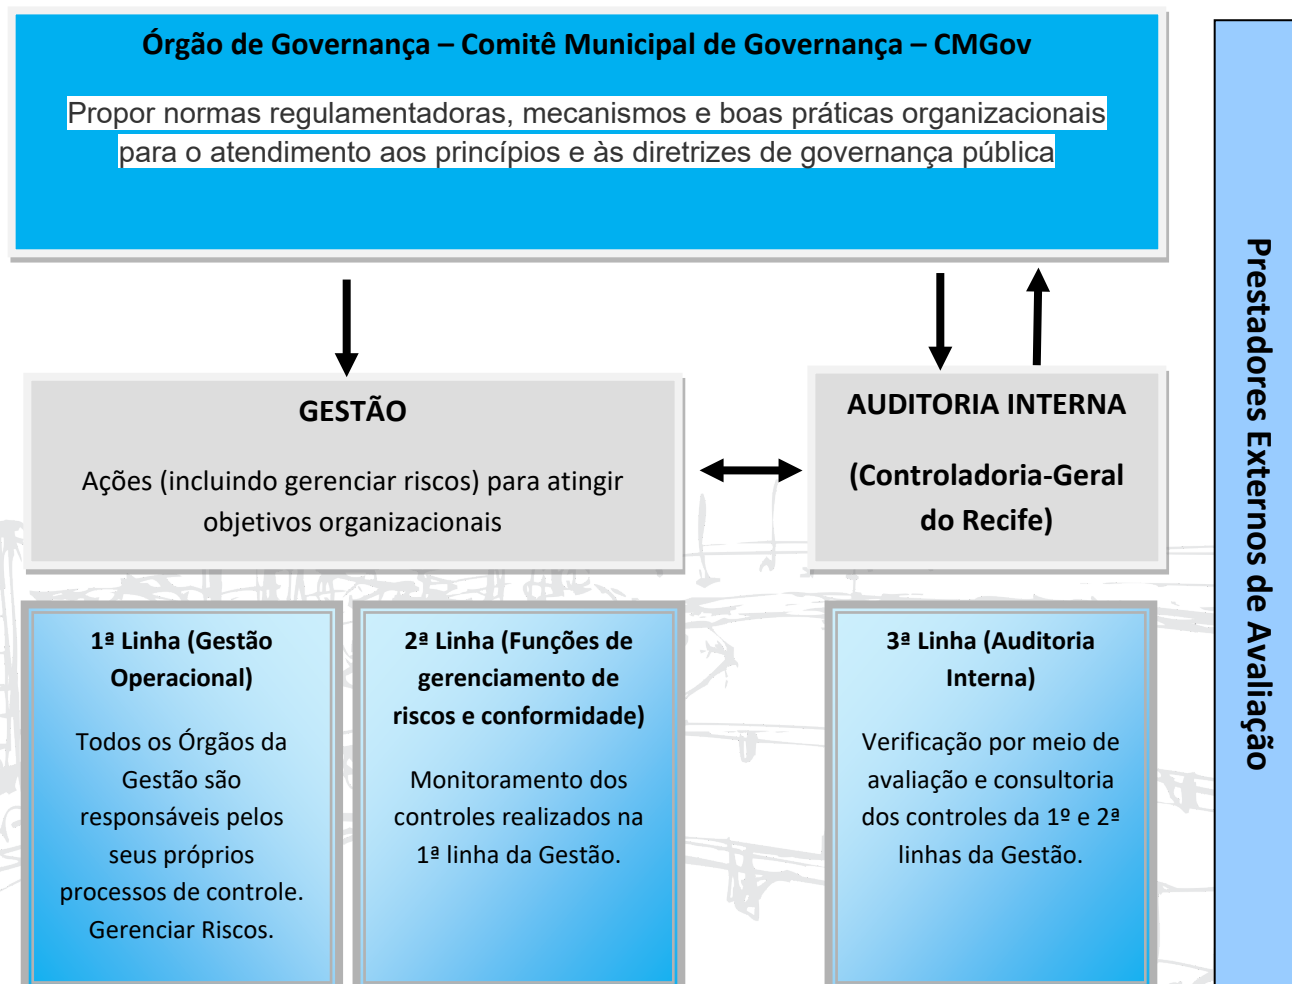 Órgão de Governança – Comitê Municipal de Governança – CMGov
Propor normas regulamentadoras, mecanismos e boas práticas organizacionais
para o atendimento aos princípios e às diretrizes de governança pública
GESTÃO
Ações (incluindo gerenciar riscos) para atingir
objetivos organizacionais
AUDITORIA INTERNA
(Controladoria-Geral
do Recife)
1ª Linha (Gestão
Operacional)
Todos os Órgãos da
Gestão são
responsáveis pelos
seus próprios
processos de controle.
Gerenciar Riscos.
2ª Linha (Funções de
gerenciamento de
riscos e conformidade)
Monitoramento dos
controles realizados na
1ª linha da Gestão.
3ª Linha (Auditoria
Interna)
Verificação por meio de
avaliação e consultoria
dos controles da 1º e 2ª
linhas da Gestão.
Prestadores Externos de Avaliação